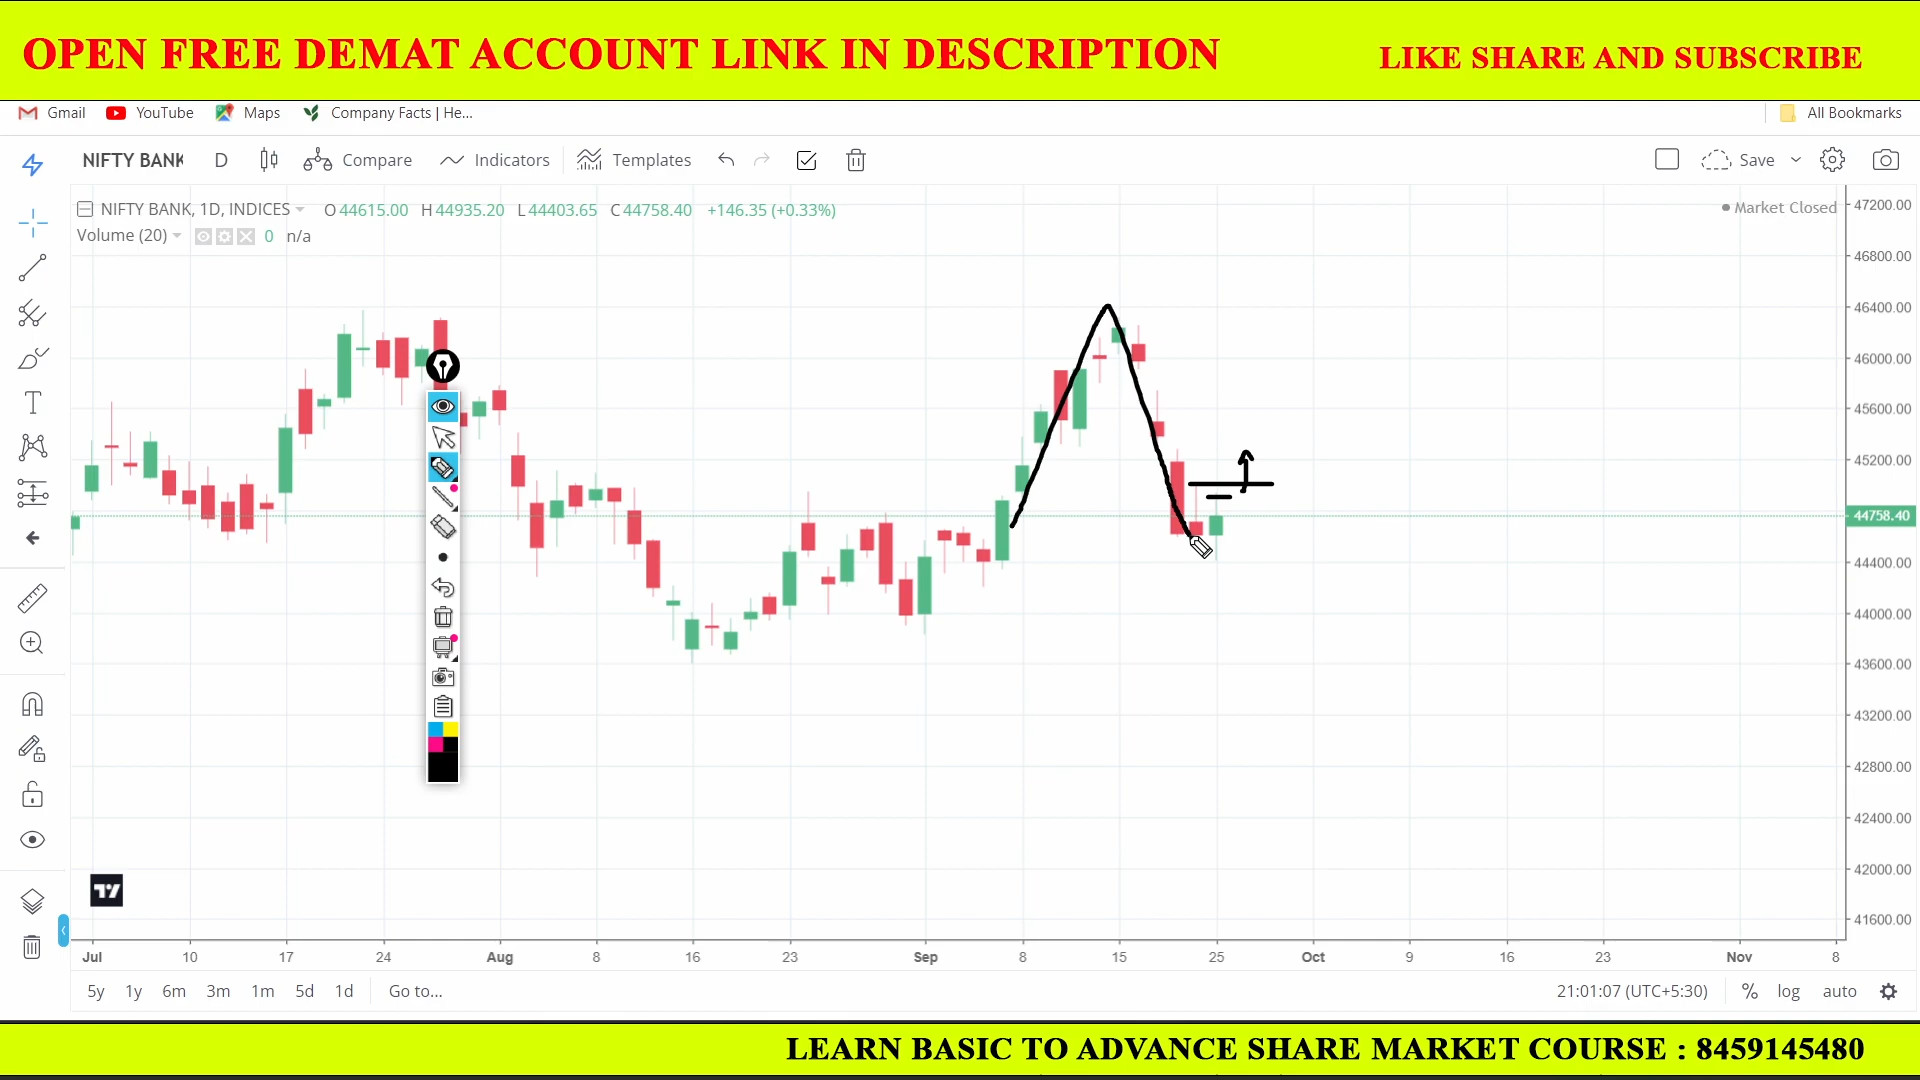 OPEN FREE DEMAT ACCOUNT LINK IN DESCRIPTION LIKE SHARE AND SUBSCRIBE
Gmail YouTube Maps Company Facts | He... All Bookmarks
NIFTY BANK D Compare Indicators Templates Save
NIFTY BANK, 1D, INDICES O 44615.00 H 44935.20 L 44403.65 C 44758.40 +146.35 (+0.33%) Market Closed
Volume (20) 0 n/a
47200.00
46800.00
46400.00
46000.00
45600.00
45200.00
44758.40
44400.00
44000.00
43600.00
43200.00
42800.00
42400.00
42000.00
41600.00
Jul 10 17 24 Aug 8 16 23 Sep 8 15 25 Oct 9 16 23 Nov 8
5y 1y 6m 3m 1m 5d 1d Go to... 21:01:07 (UTC+5:30) % log auto
LEARN BASIC TO ADVANCE SHARE MARKET COURSE : 8459145480